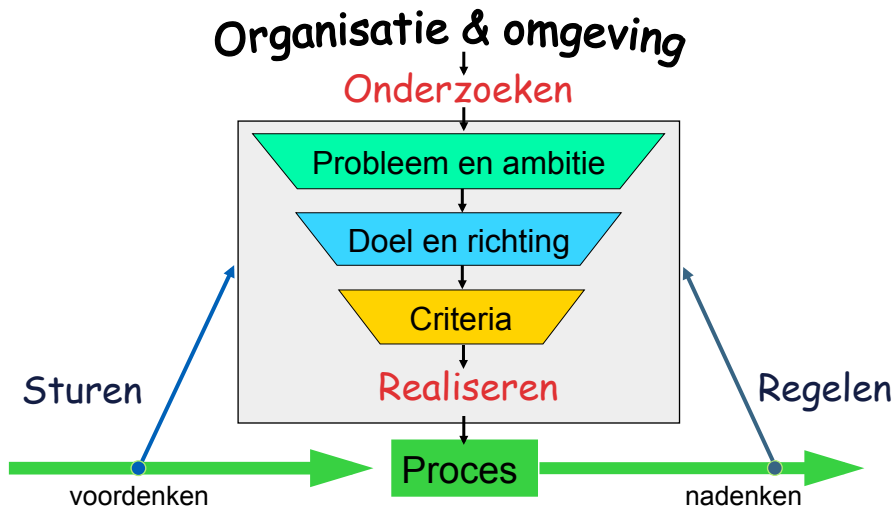 Organisatie & omgeving
Onderzoeken
Probleem en ambitie
Doel en richting
Criteria
Sturen
Realiseren
Regelen
Proces
voordenken
nadenken